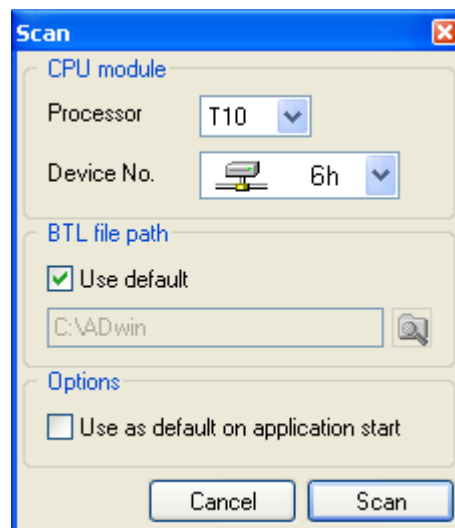 Scan
CPU module
Processor T10
Device No. 6h
BTL file path
Use default
C:\ADwin
Options
Use as default on application start
Cancel Scan